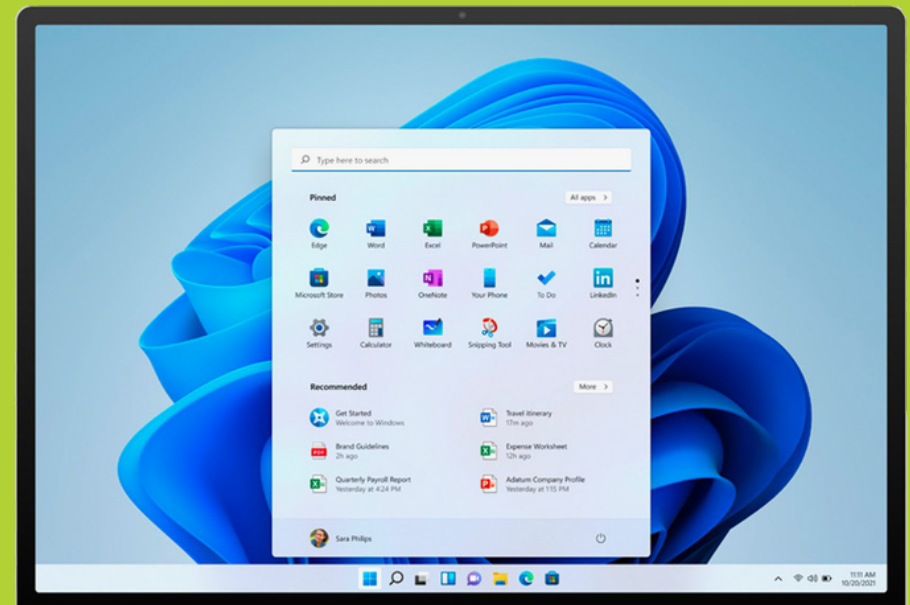 Type here to search
Pinned
All apps >
Edge
Word
Excel
PowerPoint
Mail
Calendar
Microsoft Store
Photos
OneNote
Your Phone
To Do
LinkedIn
Settings
Calculator
Whiteboard
Snipping Tool
Movies & TV
Clock
Recommended
More >
Get Started
Welcome to Windows
Travel itinerary
17m ago
Brand Guidelines
2h ago
Expense Worksheet
12h ago
Quarterly Payroll Report
Yesterday at 4:24 PM
Adatum Company Profile
Yesterday at 1:15 PM
Sara Philips
11:11 AM
10/20/2021